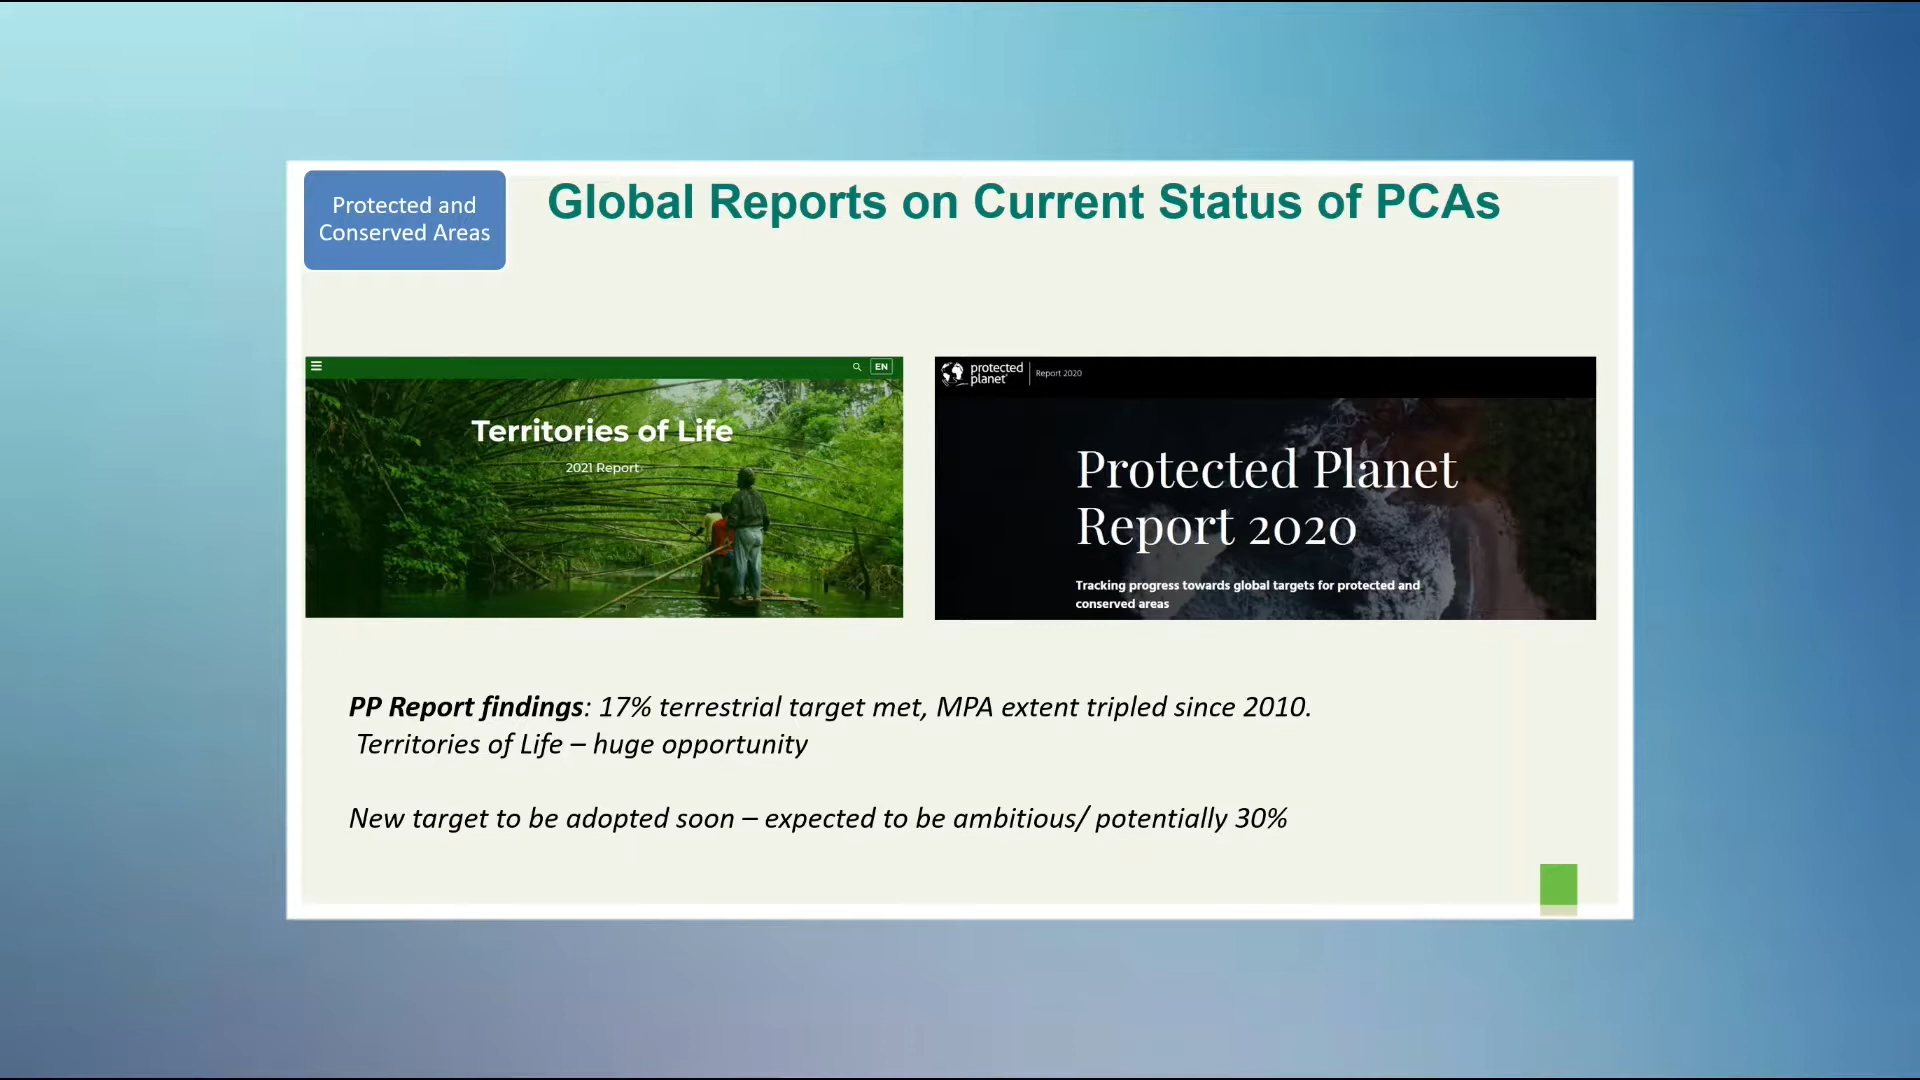 Protected and
Conserved Areas
Global Reports on Current Status of PCAs
EN
Territories of Life
2021 Report
protected
planet
Report 2020
Protected Planet
Report 2020
Tracking progress towards global targets for protected and
conserved areas
PP Report findings: 17% terrestrial target met, MPA extent tripled since 2010.
Territories of Life – huge opportunity
New target to be adopted soon – expected to be ambitious/ potentially 30%